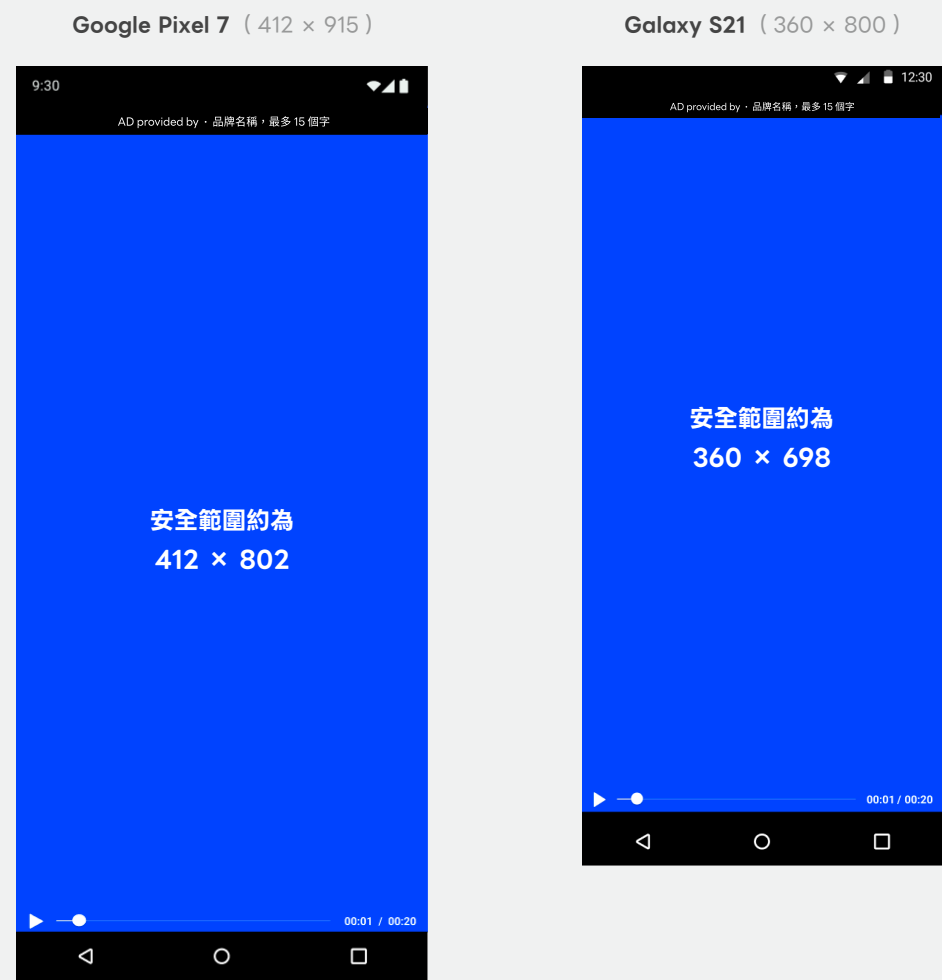 Google Pixel 7 ( 412 × 915 )
9:30
AD provided by · 品牌名稱，最多 15 個字
安全範圍約為
412 × 802
00:01 / 00:20
Galaxy S21 ( 360 × 800 )
12:30
AD provided by · 品牌名稱，最多 15 個字
安全範圍約為
360 × 698
00:01 / 00:20